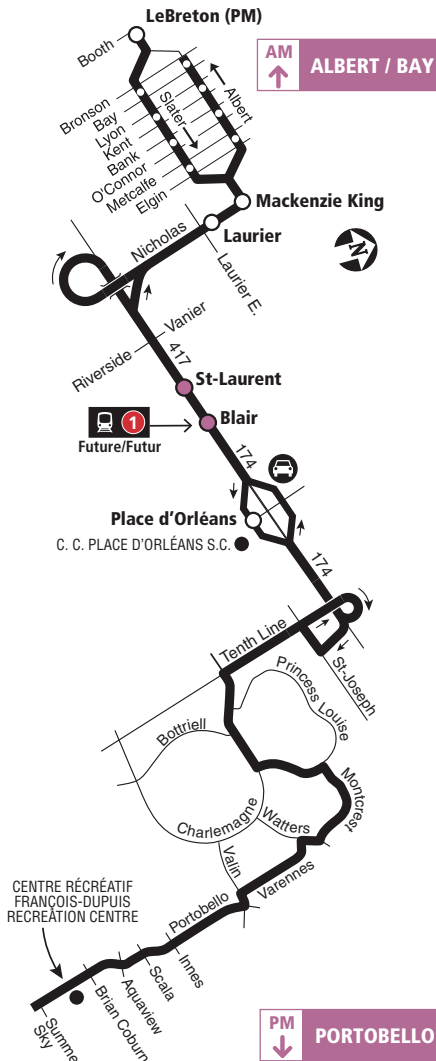 LeBreton (PM)
Booth
AM
ALBERT / BAY
Bronson
Bay
Lyon
Kent
Bank
O'Connor
Metcalfe
Elgin
Slater
Albert
Mackenzie King
Laurier
Nicholas
Laurier E.
N
Riverside
Vanier
417
St-Laurent
1
Future/Futur
Blair
174
Place d'Orléans
C. C. PLACE D'ORLÉANS S.C.
174
Tenth Line
St-Joseph
Princess
Louise
Bottriell
Charlemagne
Watters
Montcrest
Valin
Varennes
Portobello
CENTRE RÉCRÉATIF
FRANÇOIS-DUPUIS
RECREATION CENTRE
Innes
Scala
Aquaview
Brian Coburn
Summer
Sky
PM
PORTOBELLO